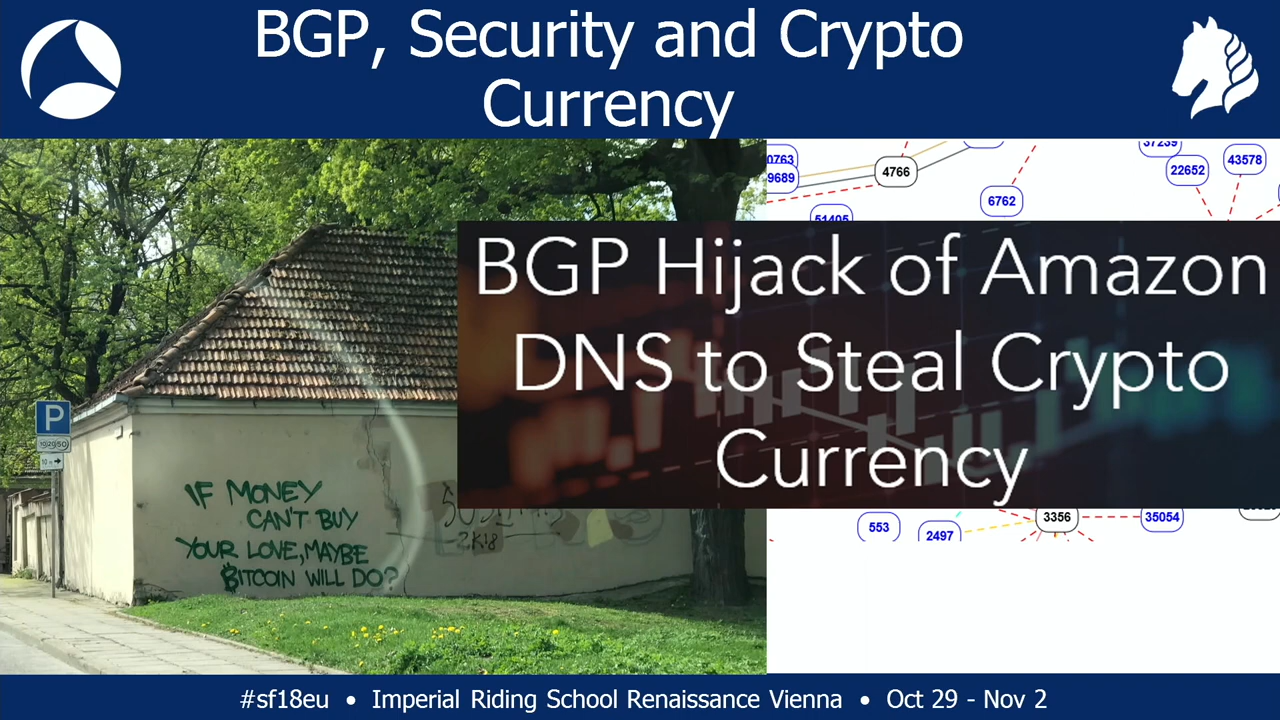 BGP, Security and Crypto
Currency
4766
9689
6762
51405
37239
22652
43578
BGP Hijack of Amazon
DNS to Steal Crypto
Currency
P
IF MONEY
CAN'T BUY
YOUR LOVE, MAYBE
BITCOIN WILL DO?
2K18
553
2497
3356
35054
#sf18eu • Imperial Riding School Renaissance Vienna • Oct 29 - Nov 2